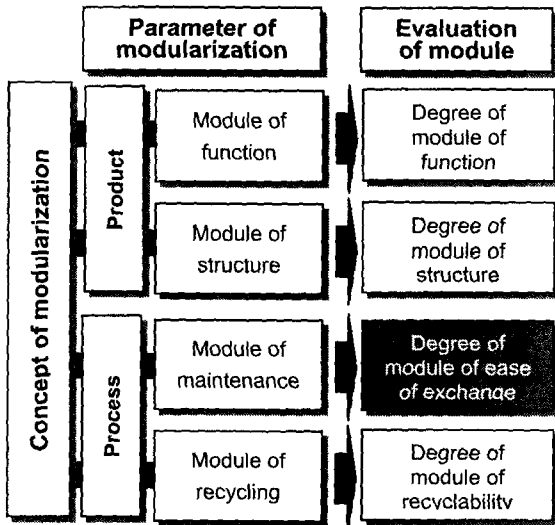 Parameter of
modularization
Evaluation
of module
Concept of modularization
Product
Module of
function
Degree of
module of
function
Module of
structure
Degree of
module of
structure
Process
Module of
maintenance
Degree of
module of ease
of exchange
Module of
recycling
Degree of
module of
recyclability